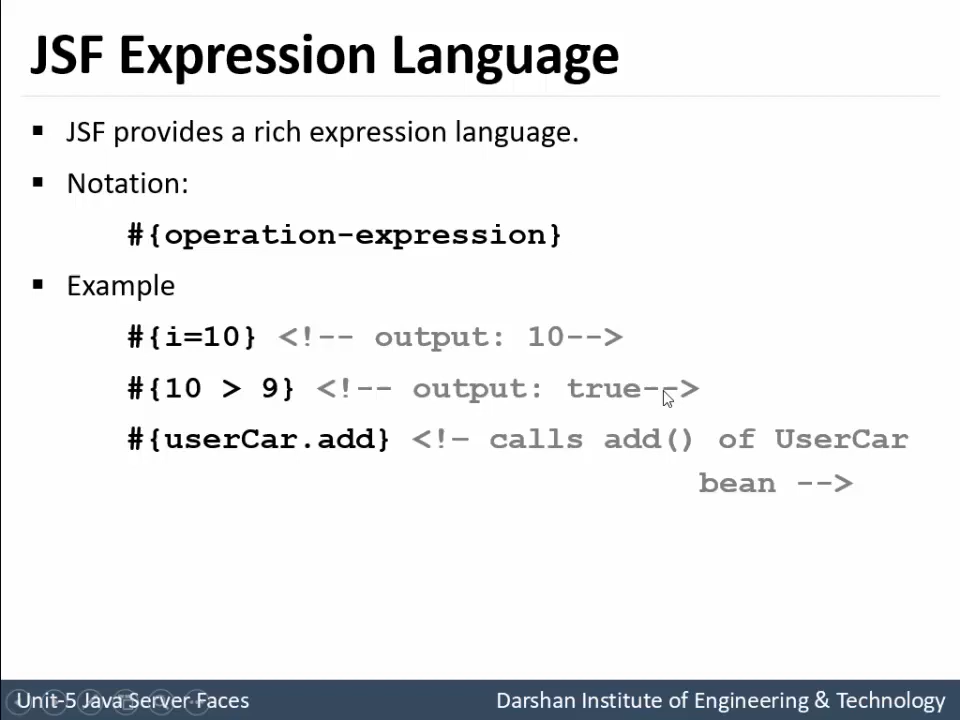 JSF Expression Language
▪ JSF provides a rich expression language.
▪ Notation:
#{operation-expression}
▪ Example
#{i=10} <!-- output: 10-->
#{10 > 9} <!-- output: true-->
#{userCar.add} <!– calls add() of UserCar
bean -->
Unit-5 Java Server Faces
Darshan Institute of Engineering & Technology